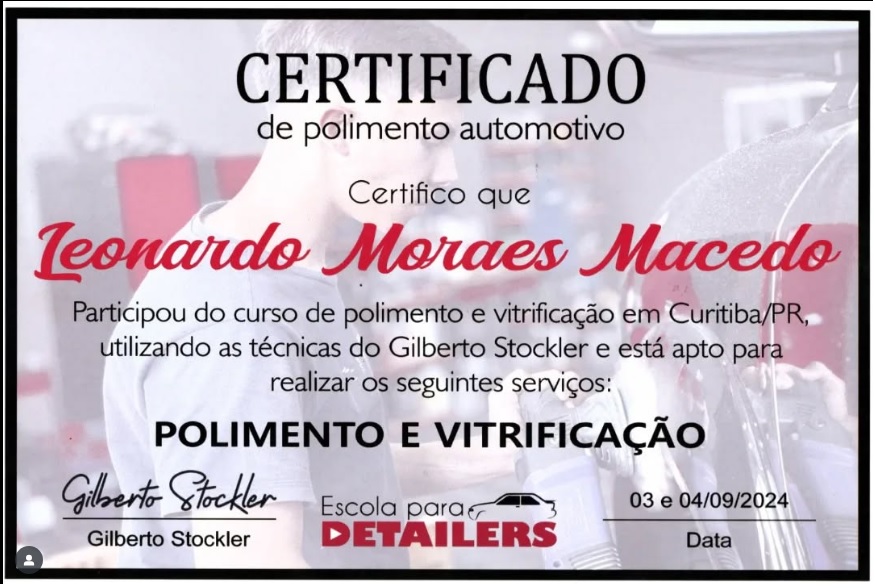 CERTIFICADO
de polimento automotivo
Certifico que
Leonardo Moraes Macedo
Participou do curso de polimento e vitrificação em Curitiba/PR,
utilizando as técnicas do Gilberto Stockler e está apto para
realizar os seguintes serviços:
POLIMENTO E VITRIFICAÇÃO
Gilberto Stockler
Gilberto Stockler
Escola para
DETAILERS
03 e 04/09/2024
Data